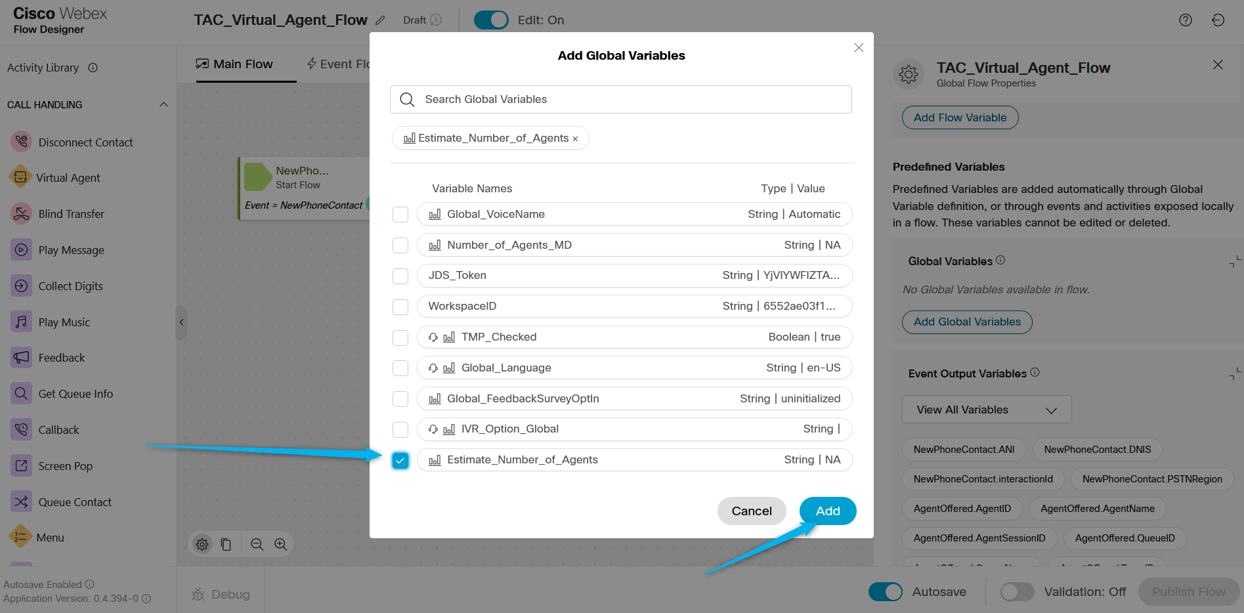 Cisco Webex
Flow Designer
TAC_Virtual_Agent_Flow
Draft
Edit: On
Activity Library
CALL HANDLING
Disconnect Contact
Virtual Agent
Blind Transfer
Play Message
Collect Digits
Play Music
Feedback
Get Queue Info
Callback
Screen Pop
Queue Contact
Menu
Autosave Enabled
Application Version: 0.4.394-0
Main Flow
Event Flo
NewPho...
Start Flow
Event = NewPhoneContact
Debug
Add Global Variables
Search Global Variables
Estimate_Number_of_Agents ×
Variable Names Type | Value
Global_VoiceName String | Automatic
Number_of_Agents_MD String | NA
JDS_Token String | YjVlYWFlZTA...
WorkspaceID String | 6552ae03f1...
TMP_Checked Boolean | true
Global_Language String | en-US
Global_FeedbackSurveyOptIn String | uninitialized
IVR_Option_Global String |
Estimate_Number_of_Agents String | NA
Cancel
Add
TAC_Virtual_Agent_Flow
Global Flow Properties
Add Flow Variable
Predefined Variables
Predefined Variables are added automatically through Global
Variable definition, or through events and activities exposed locally
in a flow. These variables cannot be edited or deleted.
Global Variables
No Global Variables available in flow.
Add Global Variables
Event Output Variables
View All Variables
NewPhoneContact.ANI NewPhoneContact.DNIS
NewPhoneContact.interactionId NewPhoneContact.PSTNRegion
AgentOffered.AgentID AgentOffered.AgentName
AgentOffered.AgentSessionID AgentOffered.QueueID
Autosave
Validation: Off
Publish Flow